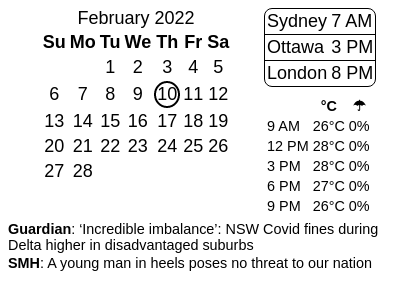 February 2022
Su Mo Tu We Th Fr Sa
1 2 3 4 5
6 7 8 9 10 11 12
13 14 15 16 17 18 19
20 21 22 23 24 25 26
27 28
Sydney 7 AM
Ottawa 3 PM
London 8 PM
°C ☂
9 AM 26°C 0%
12 PM 28°C 0%
3 PM 28°C 0%
6 PM 27°C 0%
9 PM 26°C 0%
Guardian: ‘Incredible imbalance’: NSW Covid fines during
Delta higher in disadvantaged suburbs
SMH: A young man in heels poses no threat to our nation